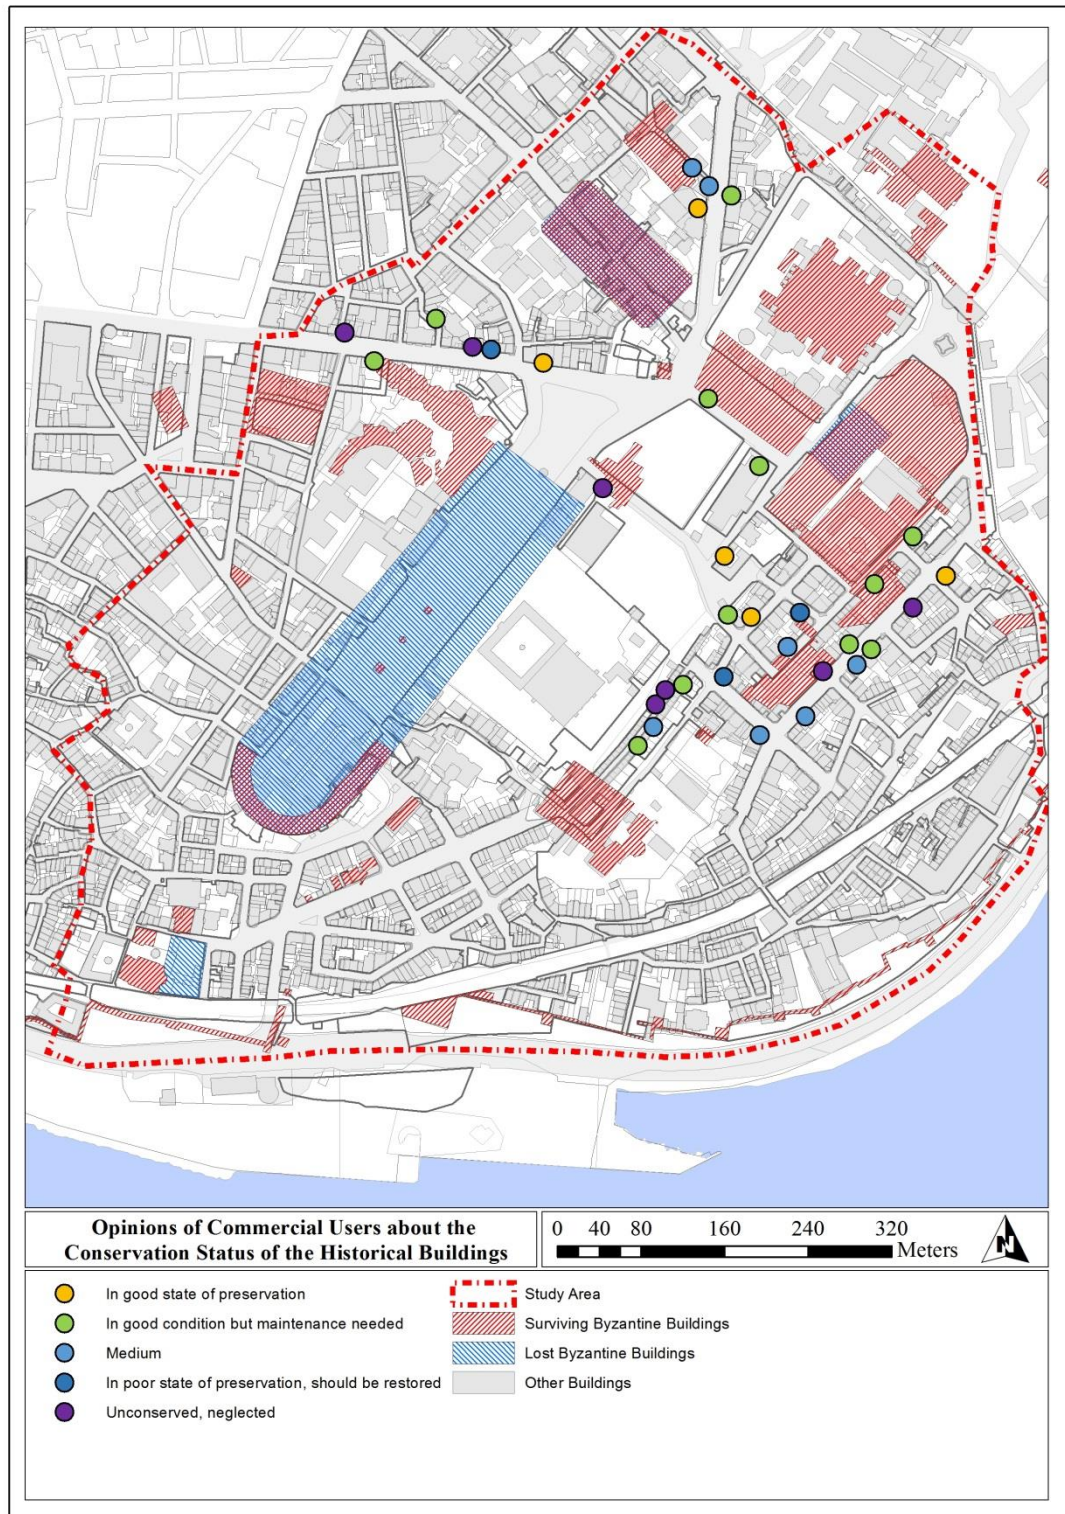 Opinions of Commercial Users about the
Conservation Status of the Historical Buildings
0 40 80 160 240 320
Meters
N
In good state of preservation
In good condition but maintenance needed
Medium
In poor state of preservation, should be restored
Unconserved, neglected
Study Area
Surviving Byzantine Buildings
Lost Byzantine Buildings
Other Buildings